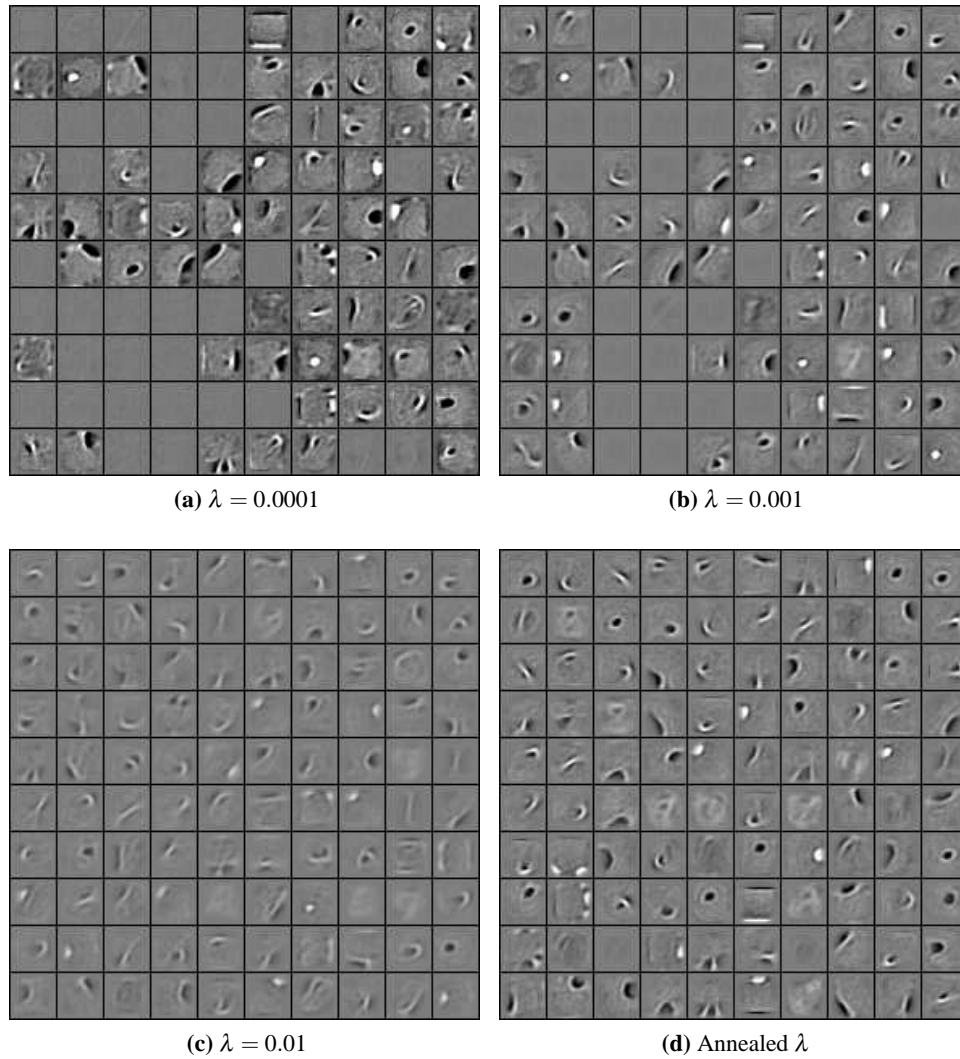 (a) λ = 0.0001
(b) λ = 0.001
(c) λ = 0.01
(d) Annealed λ